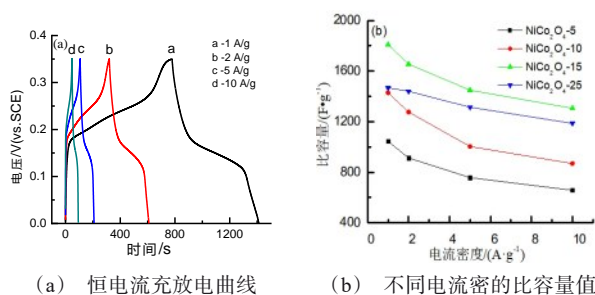 (a)
d c b a
a -1 A/g
b -2 A/g
c -5 A/g
d -10 A/g
0.4
0.3
0.2
0.1
0.0
电压/V(vs.SCE)
0 400 800 1200
时间/s
(b)
NiCo₂O₄-5
NiCo₂O₄-10
NiCo₂O₄-15
NiCo₂O₄-25
2000
1600
1200
800
400
比容量/(F•g⁻¹)
0 2 4 6 8 10
电流密度/(A·g⁻¹)
(a) 恒电流充放电曲线
(b) 不同电流密的比容量值